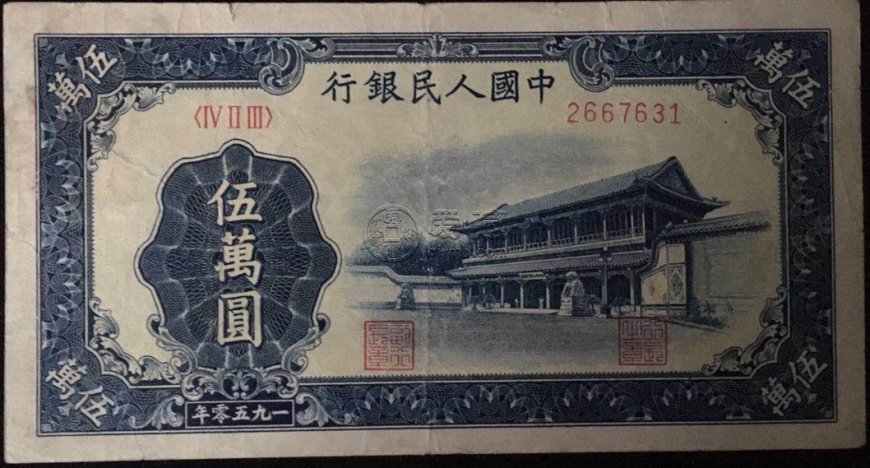 中國人民銀行
〈IV II III〉
2667631
伍萬圓
伍萬
伍萬
伍萬
伍萬
一九五零年